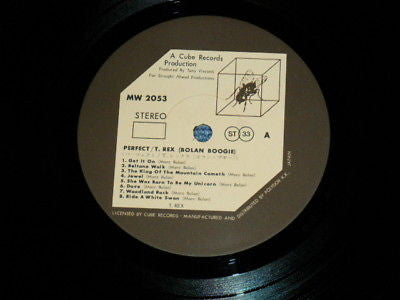 A Cube Records
Production
Produced by Tony Visconti
For Straight Ahead Productions
MW 2053
STEREO
ST 33 A
PERFECT/T. REX (BOLAN BOOGIE)
1. Get It On (Marc Bolan)
2. Beltane Walk (Marc Bolan)
3. The King Of The Mountain Cometh (Marc Bolan)
4. Jewel (Marc Bolan)
5. She Was Born To Be My Unicorn (Marc Bolan)
6. Dove (Marc Bolan)
7. Woodland Rock (Marc Bolan)
8. Ride A White Swan (Marc Bolan)
T. REX
LICENSED BY CUBE RECORDS · MANUFACTURED AND DISTRIBUTED BY POLYDOR K.K. JAPAN